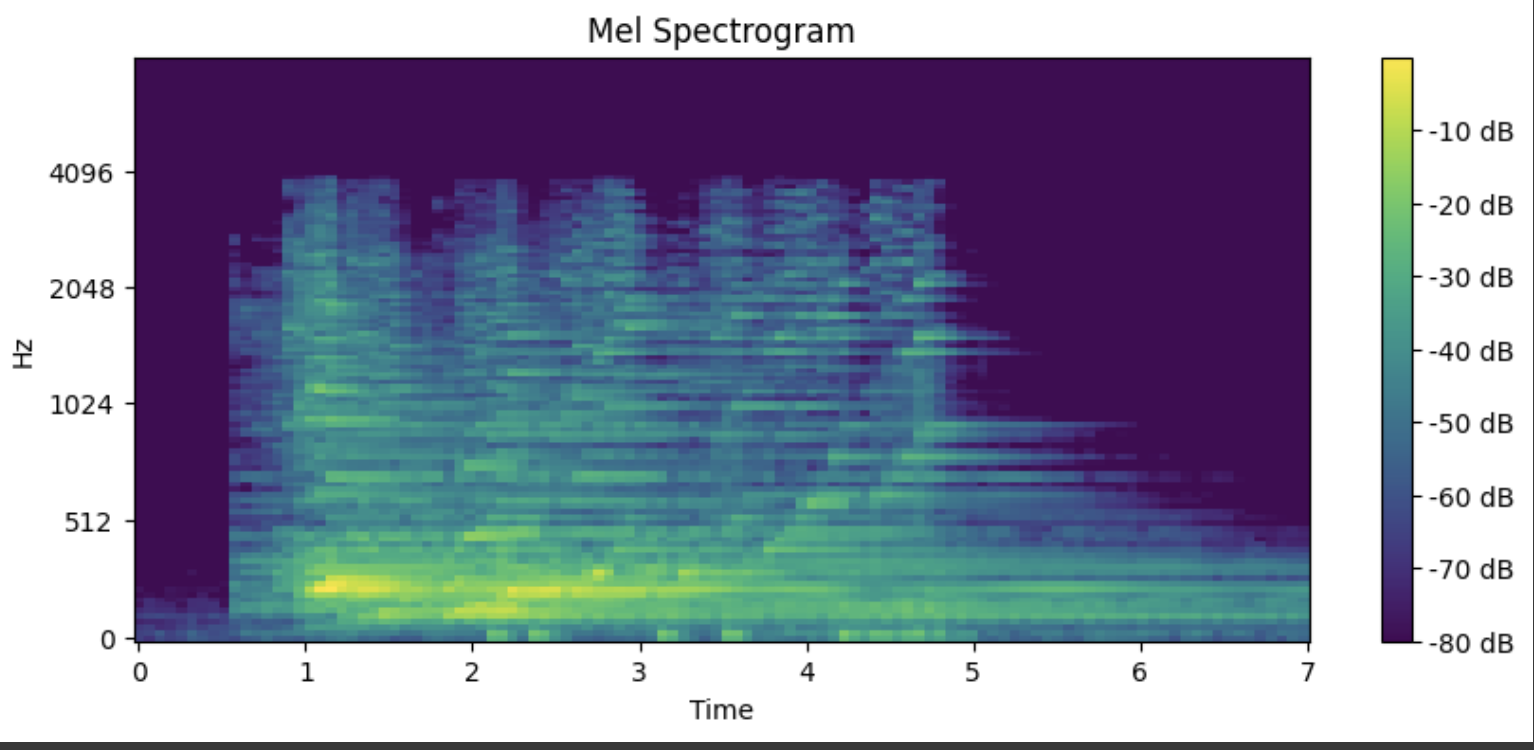 Mel Spectrogram
Hz
4096
2048
1024
512
0
0 1 2 3 4 5 6 7
Time
-10 dB
-20 dB
-30 dB
-40 dB
-50 dB
-60 dB
-70 dB
-80 dB